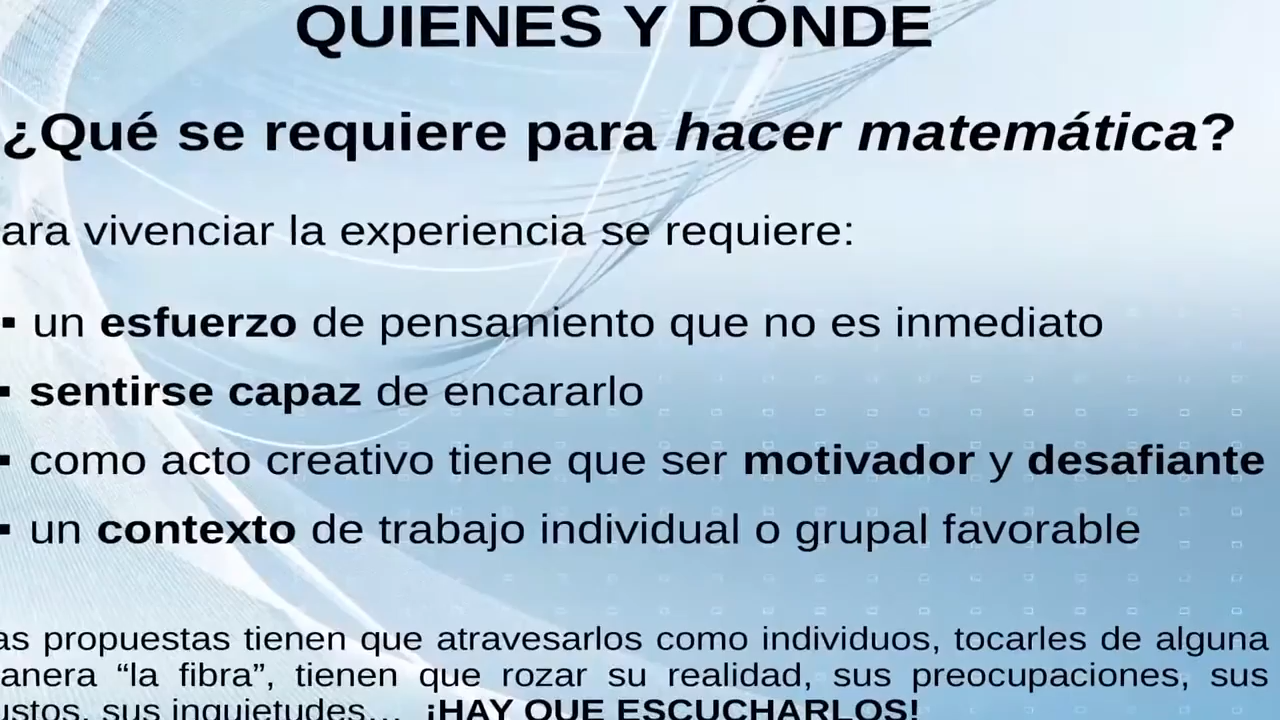 QUIENES Y DÓNDE
¿Qué se requiere para hacer matemática?
ara vivenciar la experiencia se requiere:
▪ un esfuerzo de pensamiento que no es inmediato
▪ sentirse capaz de encararlo
▪ como acto creativo tiene que ser motivador y desafiante
▪ un contexto de trabajo individual o grupal favorable
as propuestas tienen que atravesarlos como individuos, tocarles de alguna
anera “la fibra”, tienen que rozar su realidad, sus preocupaciones, sus
ustos, sus inquietudes… ¡HAY QUE ESCUCHARLOS!